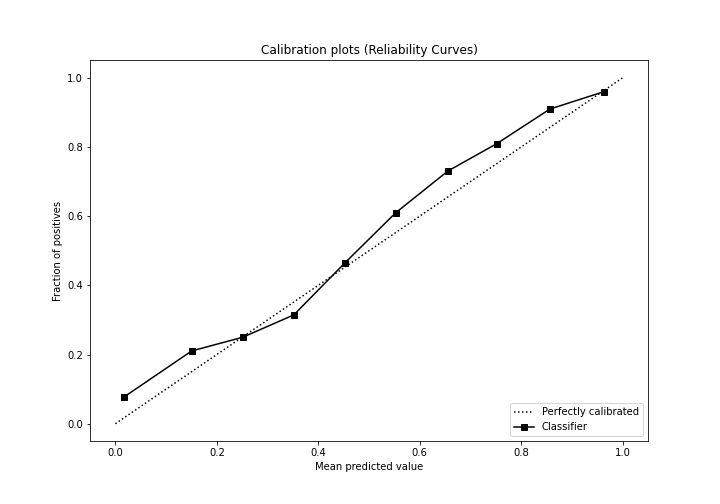 Calibration plots (Reliability Curves)
1.0
0.8
0.6
0.4
0.2
0.0
Fraction of positives
Perfectly calibrated
Classifier
0.0 0.2 0.4 0.6 0.8 1.0
Mean predicted value